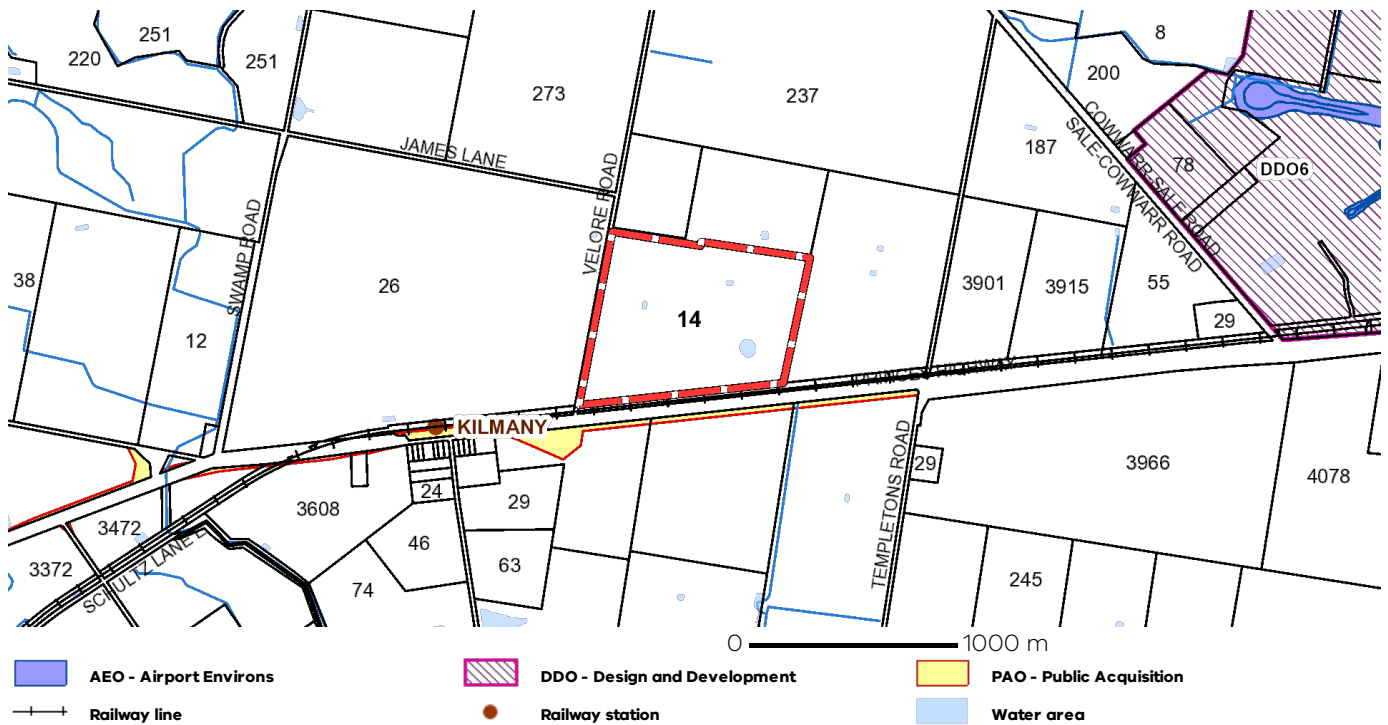 251
8
220
251
200
273
237
JAMES LANE
187
COWWARR-SALE ROAD
SALE-COWWARR ROAD
78
DDO6
VELORE ROAD
SWAMP ROAD
38
26
3901
3915
55
14
29
12
KILMANY
3966
4078
29
TEMPLETONS ROAD
24
29
3608
3472
46
63
3372
SCHULTZ LANE
74
245
0 1000 m
AEO - Airport Environs
DDO - Design and Development
PAO - Public Acquisition
Railway line
Railway station
Water area